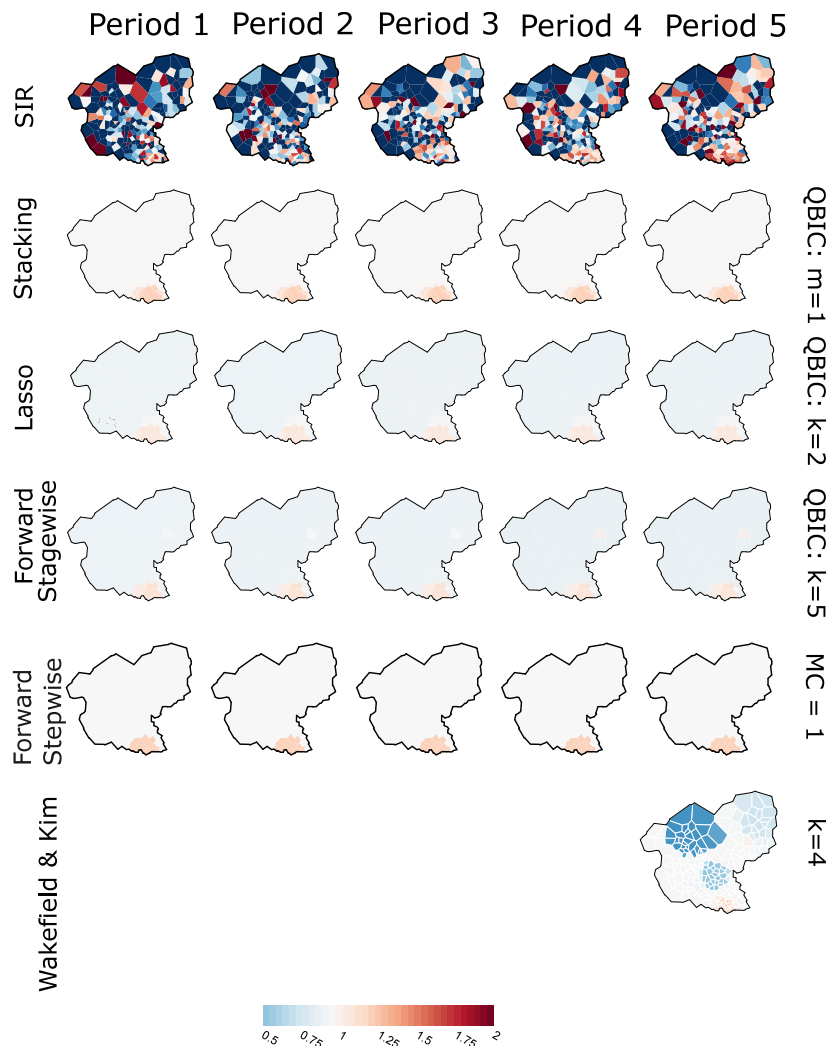 Period 1 Period 2 Period 3 Period 4 Period 5
SIR
Stacking
QBIC: m=1
Lasso
QBIC: k=2
Forward
Stagewise
QBIC: k=5
Forward
Stepwise
MC = 1
Wakefield & Kim
k=4
0.5 0.75 1 1.25 1.5 1.75 2